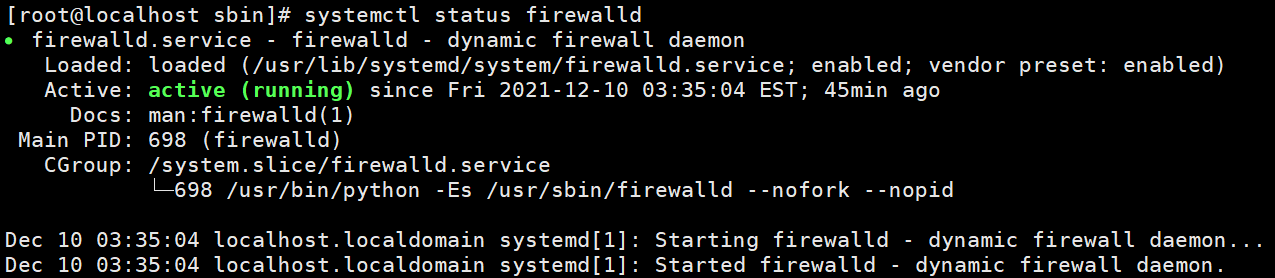 [root@localhost sbin]# systemctl status firewalld
● firewalld.service - firewalld - dynamic firewall daemon
   Loaded: loaded (/usr/lib/systemd/system/firewalld.service; enabled; vendor preset: enabled)
   Active: active (running) since Fri 2021-12-10 03:35:04 EST; 45min ago
     Docs: man:firewalld(1)
 Main PID: 698 (firewalld)
   CGroup: /system.slice/firewalld.service
           └─698 /usr/bin/python -Es /usr/sbin/firewalld --nofork --nopid

Dec 10 03:35:04 localhost.localdomain systemd[1]: Starting firewalld - dynamic firewall daemon...
Dec 10 03:35:04 localhost.localdomain systemd[1]: Started firewalld - dynamic firewall daemon.